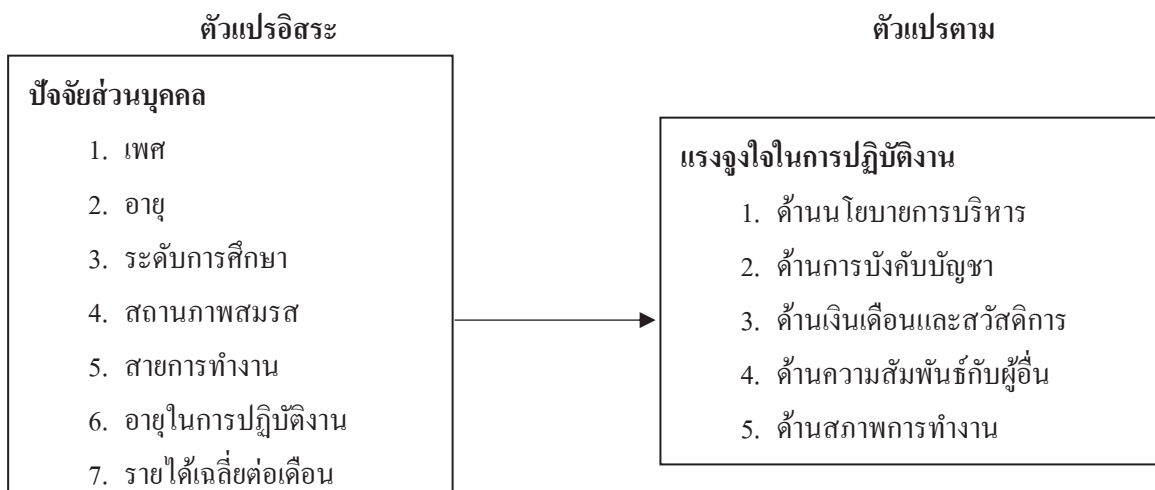 ตัวแปรอิสระ
ปัจจัยส่วนบุคคล
1. เพศ
2. อายุ
3. ระดับการศึกษา
4. สถานภาพสมรส
5. สายการทำงาน
6. อายุในการปฏิบัติงาน
7. รายได้เฉลี่ยต่อเดือน
ตัวแปรตาม
แรงจูงใจในการปฏิบัติงาน
1. ด้านนโยบายการบริหาร
2. ด้านการบังคับบัญชา
3. ด้านเงินเดือนและสวัสดิการ
4. ด้านความสัมพันธ์กับผู้อื่น
5. ด้านสภาพการทำงาน